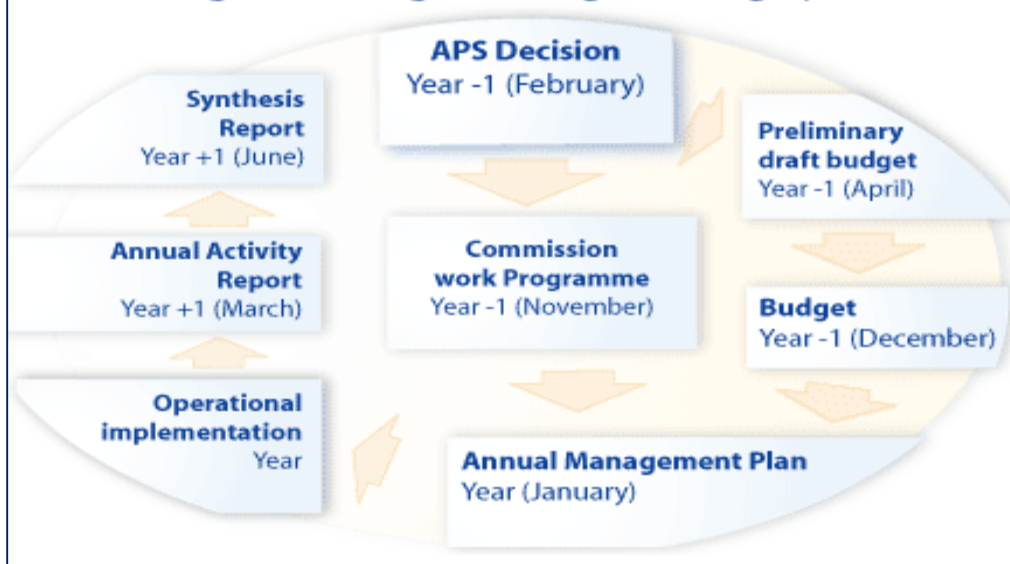 APS Decision
Year -1 (February)
Synthesis
Report
Year +1 (June)
Preliminary
draft budget
Year -1 (April)
Annual Activity
Report
Year +1 (March)
Commission
work Programme
Year -1 (November)
Budget
Year -1 (December)
Operational
implementation
Year
Annual Management Plan
Year (January)